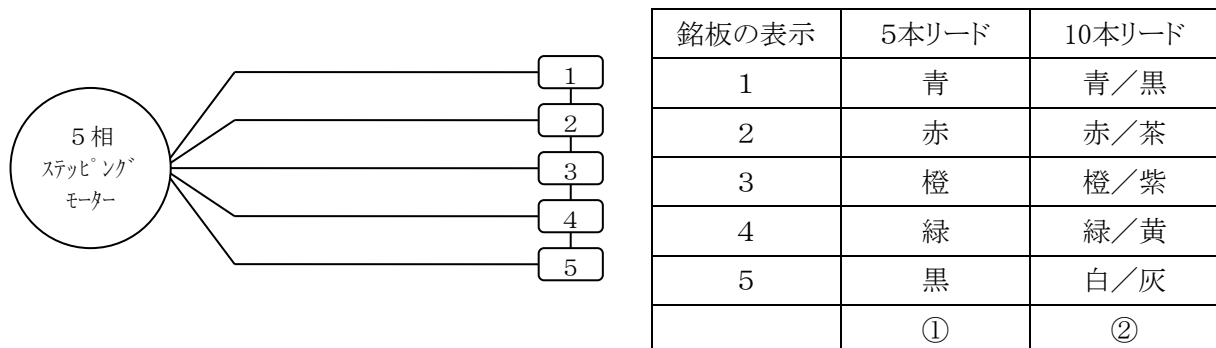 5相
ステッピング
モーター
1
2
3
4
5
銘板の表示 5本リード 10本リード
1 青 青/黒
2 赤 赤/茶
3 橙 橙/紫
4 緑 緑/黄
5 黒 白/灰
① ②